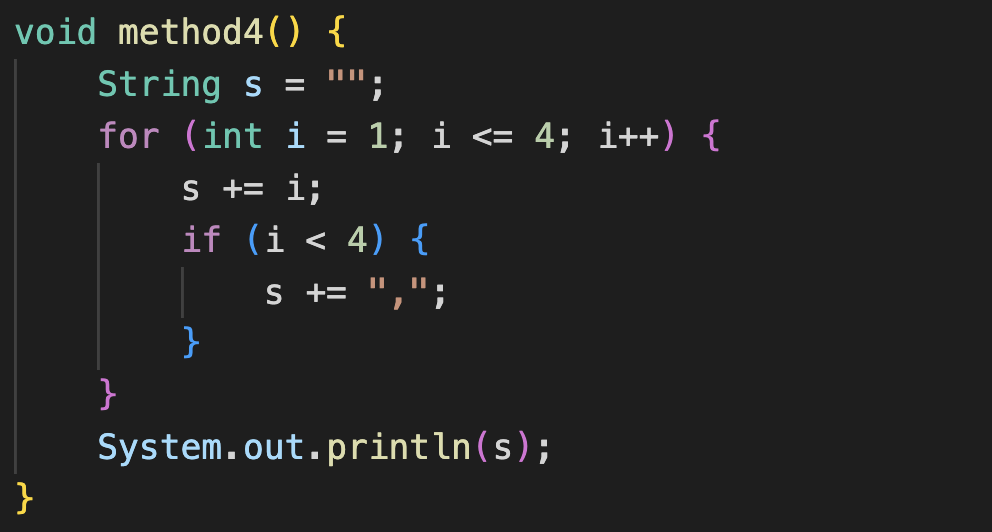 void method4() {
    String s = "";
    for (int i = 1; i <= 4; i++) {
        s += i;
        if (i < 4) {
            s += ",";
        }
    }
    System.out.println(s);
}